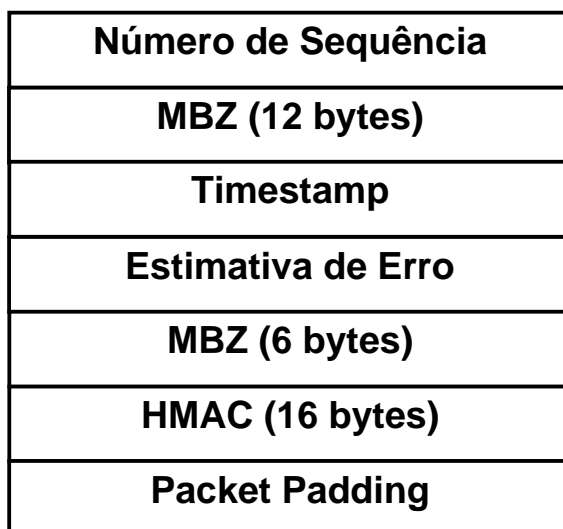 Número de Sequência
MBZ (12 bytes)
Timestamp
Estimativa de Erro
MBZ (6 bytes)
HMAC (16 bytes)
Packet Padding